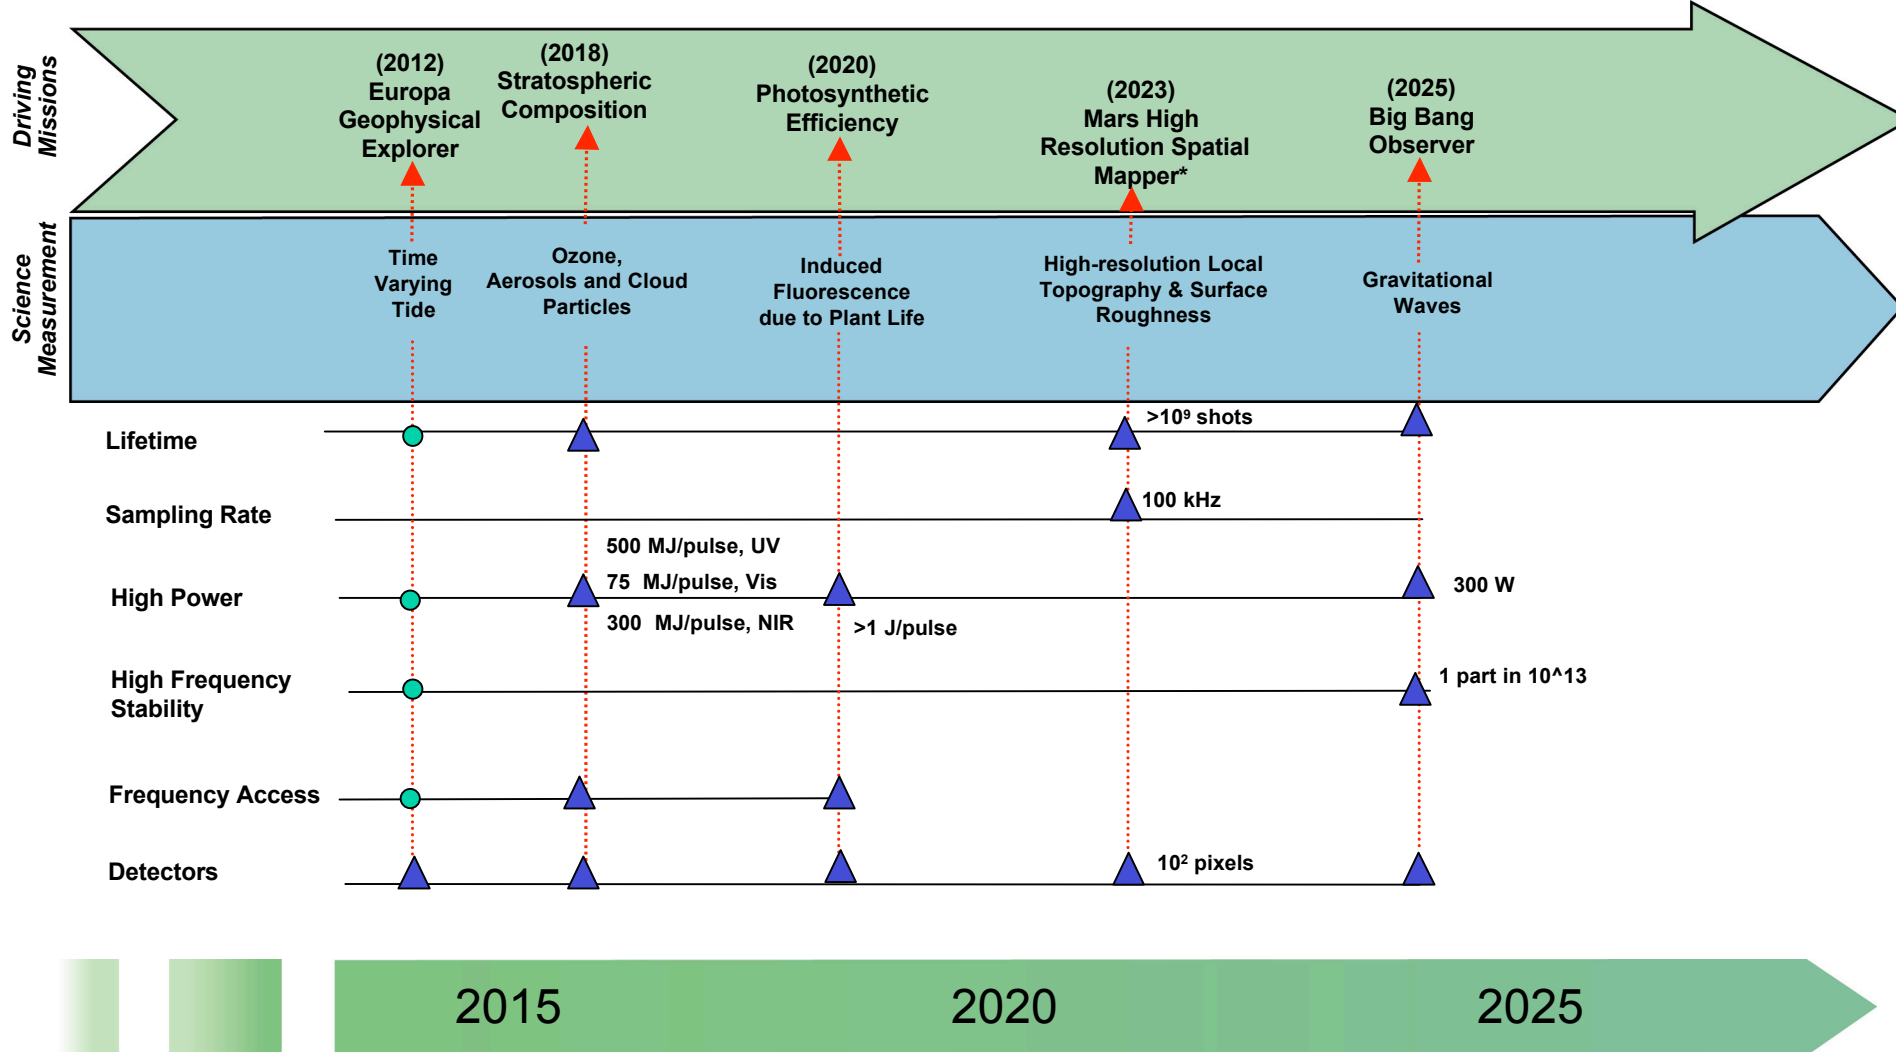 Driving
Missions
(2012)
Europa
Geophysical
Explorer
(2018)
Stratospheric
Composition
(2020)
Photosynthetic
Efficiency
(2023)
Mars High
Resolution Spatial
Mapper*
(2025)
Big Bang
Observer
Science
Measurement
Time
Varying
Tide
Ozone,
Aerosols and Cloud
Particles
Induced
Fluorescence
due to Plant Life
High-resolution Local
Topography & Surface
Roughness
Gravitational
Waves
Lifetime
>10⁹ shots
Sampling Rate
100 kHz
High Power
500 MJ/pulse, UV
75 MJ/pulse, Vis
300 MJ/pulse, NIR
>1 J/pulse
300 W
High Frequency
Stability
1 part in 10^13
Frequency Access
Detectors
10² pixels
2015
2020
2025